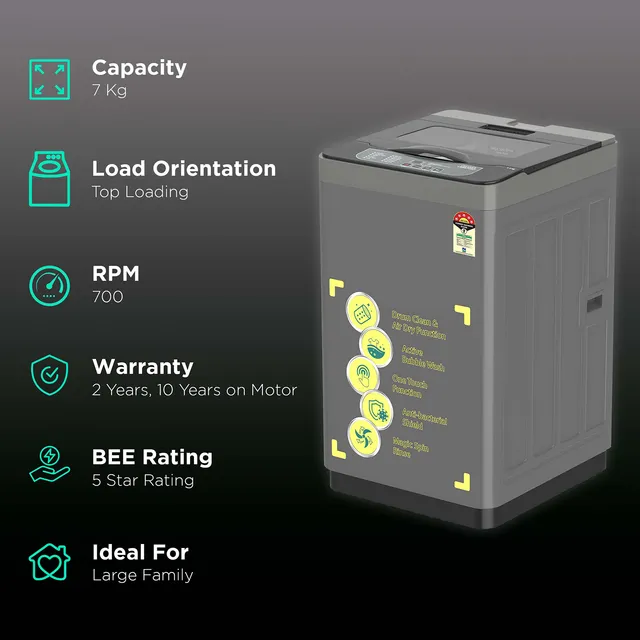 Capacity
7 Kg
Load Orientation
Top Loading
RPM
700
Warranty
2 Years, 10 Years on Motor
BEE Rating
5 Star Rating
Ideal For
Large Family
Drum Clean &
Air Dry Function
Active
Bubble Wash
One Touch
Function
Anti-bacterial
Shield
Magic Spin
Rinse